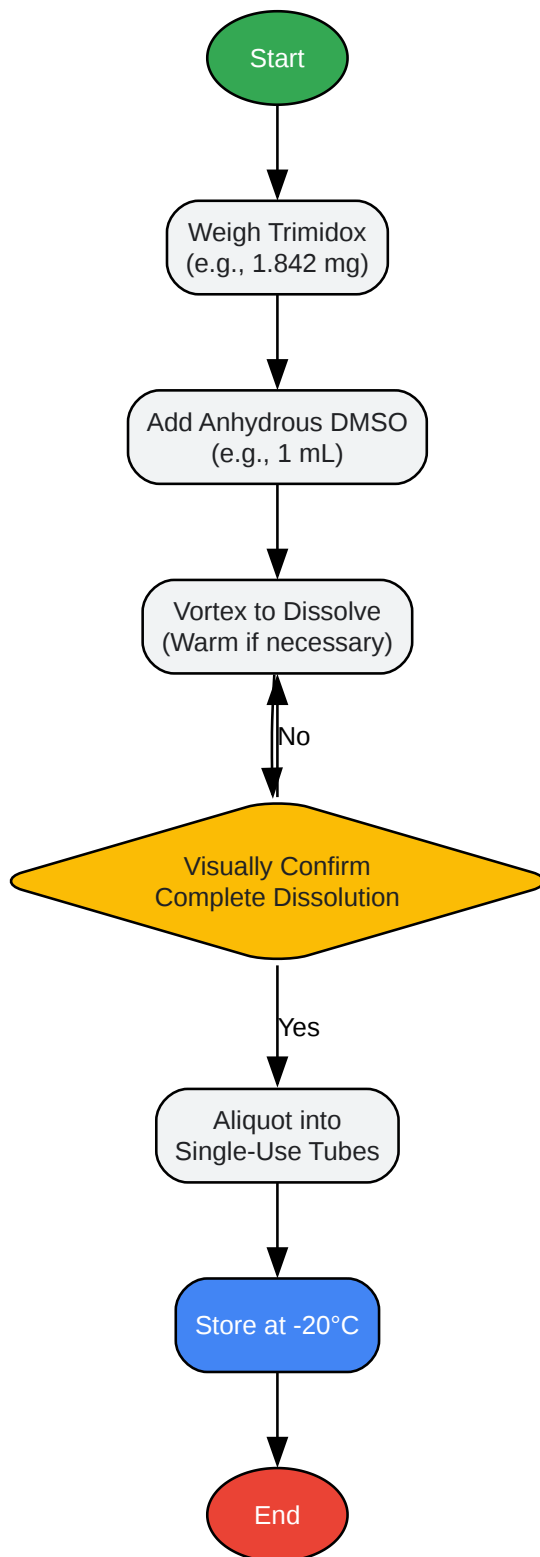 Start
Weigh Trimidox
(e.g., 1.842 mg)
Add Anhydrous DMSO
(e.g., 1 mL)
Vortex to Dissolve
(Warm if necessary)
No
Visually Confirm
Complete Dissolution
Yes
Aliquot into
Single-Use Tubes
Store at -20°C
End